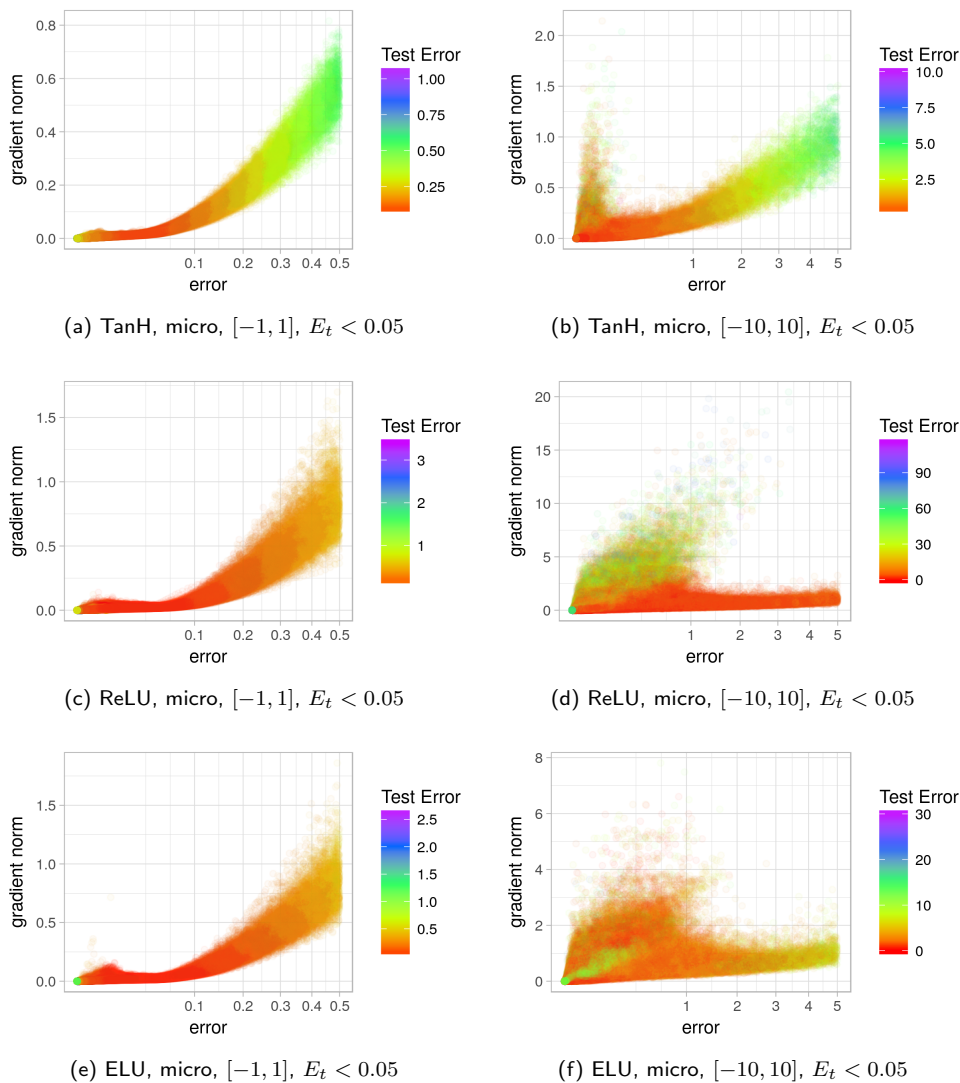 0.8
0.6
0.4
0.2
0.0
gradient norm
0.1 0.2 0.3 0.4 0.5
error
Test Error
1.00
0.75
0.50
0.25
(a) TanH, micro, [−1, 1], E_t < 0.05
2.0
1.5
1.0
0.5
0.0
gradient norm
1 2 3 4 5
error
Test Error
10.0
7.5
5.0
2.5
(b) TanH, micro, [−10, 10], E_t < 0.05
1.5
1.0
0.5
0.0
gradient norm
0.1 0.2 0.3 0.4 0.5
error
Test Error
3
2
1
(c) ReLU, micro, [−1, 1], E_t < 0.05
20
15
10
5
0
gradient norm
1 2 3 4 5
error
Test Error
90
60
30
0
(d) ReLU, micro, [−10, 10], E_t < 0.05
1.5
1.0
0.5
0.0
gradient norm
0.1 0.2 0.3 0.4 0.5
error
Test Error
2.5
2.0
1.5
1.0
0.5
(e) ELU, micro, [−1, 1], E_t < 0.05
8
6
4
2
0
gradient norm
1 2 3 4 5
error
Test Error
30
20
10
0
(f) ELU, micro, [−10, 10], E_t < 0.05